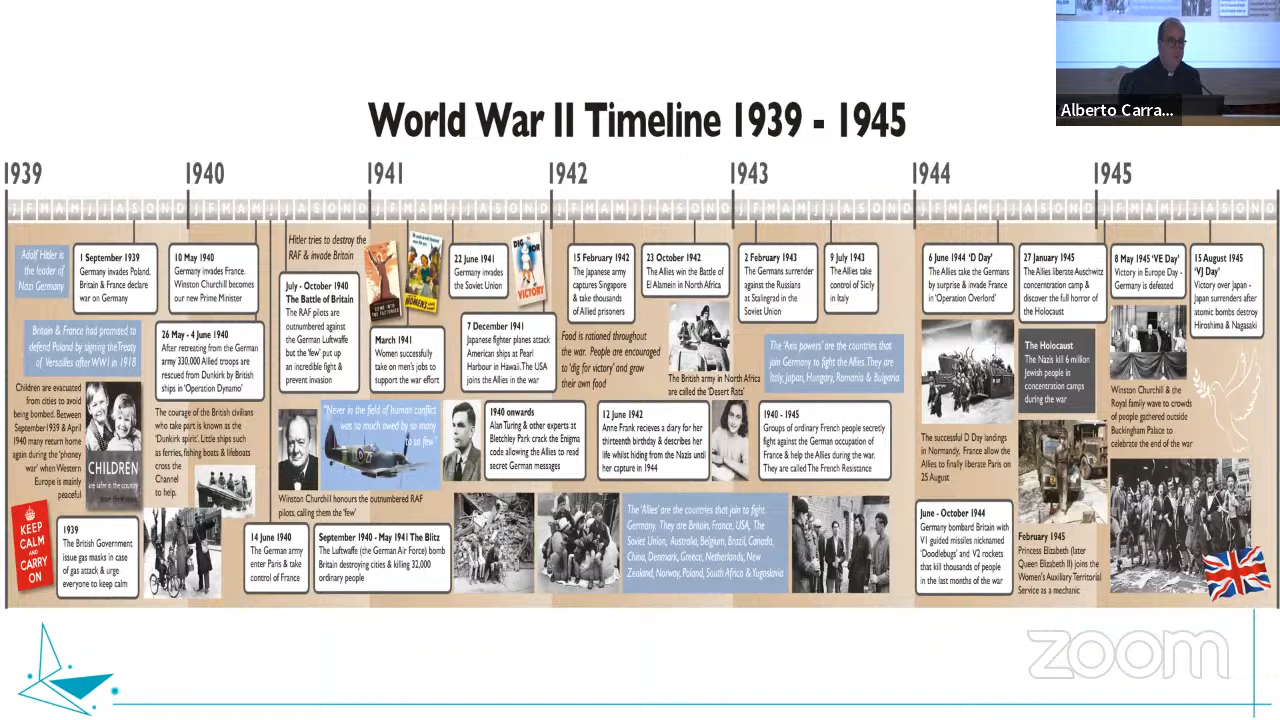 Alberto Carra...
World War II Timeline 1939 - 1945
1939
1940
1941
1942
1943
1944
1945
Adolf Hitler is
the leader of
Nazi Germany
1 September 1939
Germany invades Poland.
Britain & France declare
war on Germany
Britain & France had promised to
defend Poland by signing the Treaty
of Versailles after WW1 in 1918
Children are evacuated
from cities to avoid
being bombed. Between
September 1939 & April
1940 many return home
again during the 'phoney
war' when Western
Europe is mainly
peaceful
CHILDREN
are safer in the country
KEEP
CALM
AND
CARRY
ON
1939
The British Government
issue gas masks in case
of gas attack & urge
everyone to keep calm
10 May 1940
Germany invades France.
Winston Churchill becomes
our new Prime Minister
26 May - 4 June 1940
After retreating from the German
army 330,000 Allied troops are
rescued from Dunkirk by British
ships in 'Operation Dynamo'
The courage of the British civilians
who take part is known as the
'Dunkirk spirit'. Little ships such
as ferries, fishing boats & lifeboats
cross the
Channel
to help.
14 June 1940
The German army
enter Paris & take
control of France
Hitler tries to destroy the
RAF & invade Britain
July - October 1940
The Battle of Britain
The RAF pilots are
outnumbered against
the German Luftwaffe
but the 'few' put up
an incredible fight &
prevent invasion
"Never in the field of human conflict
was so much owed by so many
to so few"
Winston Churchill honours the outnumbered RAF
pilots, calling them the 'few'
September 1940 - May 1941 The Blitz
The Luftwaffe (the German Air Force) bomb
Britain destroying cities & killing 32,000
ordinary people
COME INTO
THE FACTORIES
March 1941
Women successfully
take on men's jobs to
support the war effort
22 June 1941
Germany invades
the Soviet Union
DIG
FOR
VICTORY
7 December 1941
Japanese fighter planes attack
American ships at Pearl
Harbour in Hawaii. The USA
joins the Allies in the war
1940 onwards
Alan Turing & other experts at
Bletchley Park crack the Enigma
code allowing the Allies to read
secret German messages
15 February 1942
The Japanese army
captures Singapore
& take thousands
of Allied prisoners
Food is rationed throughout
the war. People are encouraged
to 'dig for victory' and grow
their own food
23 October 1942
The Allies win the Battle of
El Alamein in North Africa
The British army in North Africa
are called the 'Desert Rats'
12 June 1942
Anne Frank recieves a diary for her
thirteenth birthday & describes her
life whilst hiding from the Nazis until
her capture in 1944
The 'Allies' are the countries that join to fight.
Germany. They are Britain, France, USA, The
Soviet Union, Australia, Belgium, Brazil, Canada,
China, Denmark, Greece, Netherlands, New
Zealand, Norway, Poland, South Africa & Yugoslavia
2 February 1943
The Germans surrender
against the Russians
at Stalingrad in the
Soviet Union
9 July 1943
The Allies take
control of Sicily
in Italy
The 'Axis powers' are the countries that
join Germany to fight the Allies. They are
Italy, Japan, Hungary, Romania & Bulgaria
1940 - 1945
Groups of ordinary French people secretly
fight against the German occupation of
France & help the Allies during the war.
They are called The French Resistance
6 June 1944 'D Day'
The Allies take the Germans
by surprise & invade France
in 'Operation Overlord'
The successful D Day landings
in Normandy, France allow the
Allies to finally liberate Paris on
25 August
June - October 1944
Germany bombard Britain with
V1 guided missiles nicknamed
'Doodlebugs' and V2 rockets
that kill thousands of people
in the last months of the war
27 January 1945
The Allies liberate Auschwitz
concentration camp &
discover the full horror of
the Holocaust
The Holocaust
The Nazis kill 6 million
Jewish people in
concentration camps
during the war
February 1945
Princess Elizabeth (later
Queen Elizabeth II) joins the
Women's Auxiliary Territorial
Service as a mechanic
8 May 1945 'VE Day'
Victory in Europe Day -
Germany is defeated
Winston Churchill & the
Royal family wave to crowds
of people gathered outside
Buckingham Palace to
celebrate the end of the war
15 August 1945
'VJ Day'
Victory over Japan -
Japan surrenders after
atomic bombs destroy
Hiroshima & Nagasaki
zoom